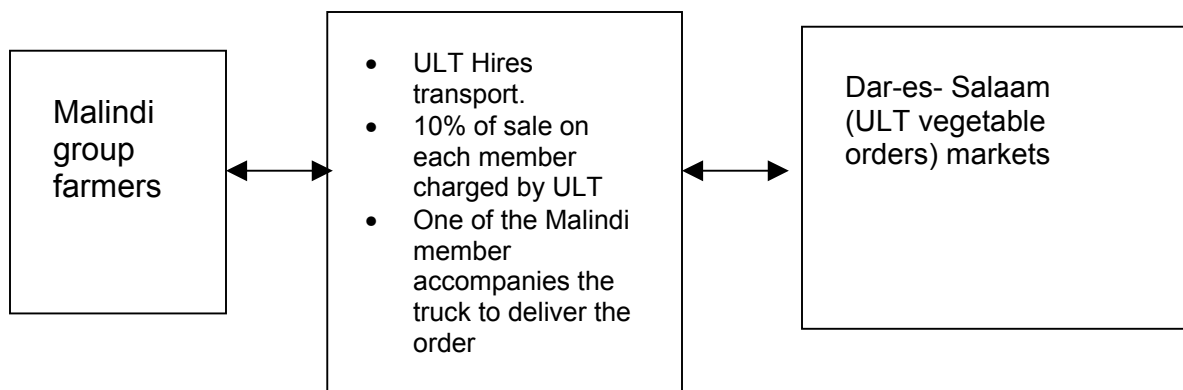 Malindi
group
farmers
• ULT Hires
transport.
• 10% of sale on
each member
charged by ULT
• One of the Malindi
member
accompanies the
truck to deliver the
order
Dar-es- Salaam
(ULT vegetable
orders) markets